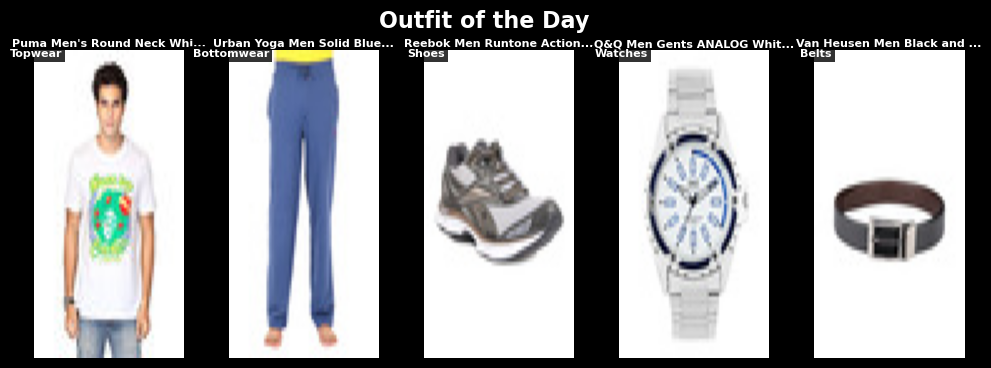 Outfit of the Day
Puma Men's Round Neck Whi...
Topwear
Urban Yoga Men Solid Blue...
Bottomwear
Reebok Men Runtone Action...
Shoes
Q&Q Men Gents ANALOG Whit...
Watches
Van Heusen Men Black and ...
Belts